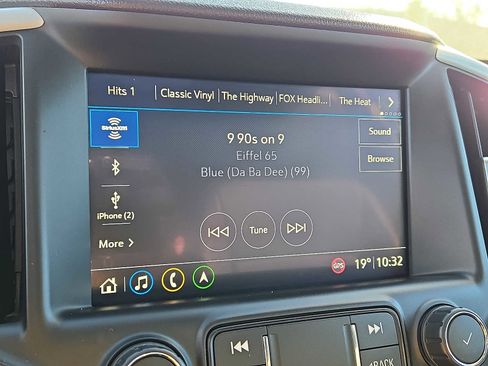 Hits 1 Classic Vinyl The Highway FOX Headli... The Heat
SiriusXM
9 90s on 9
Sound
Eiffel 65
Browse
Blue (Da Ba Dee) (99)
iPhone (2)
Tune
More
GPS 19° 10:32
BACK